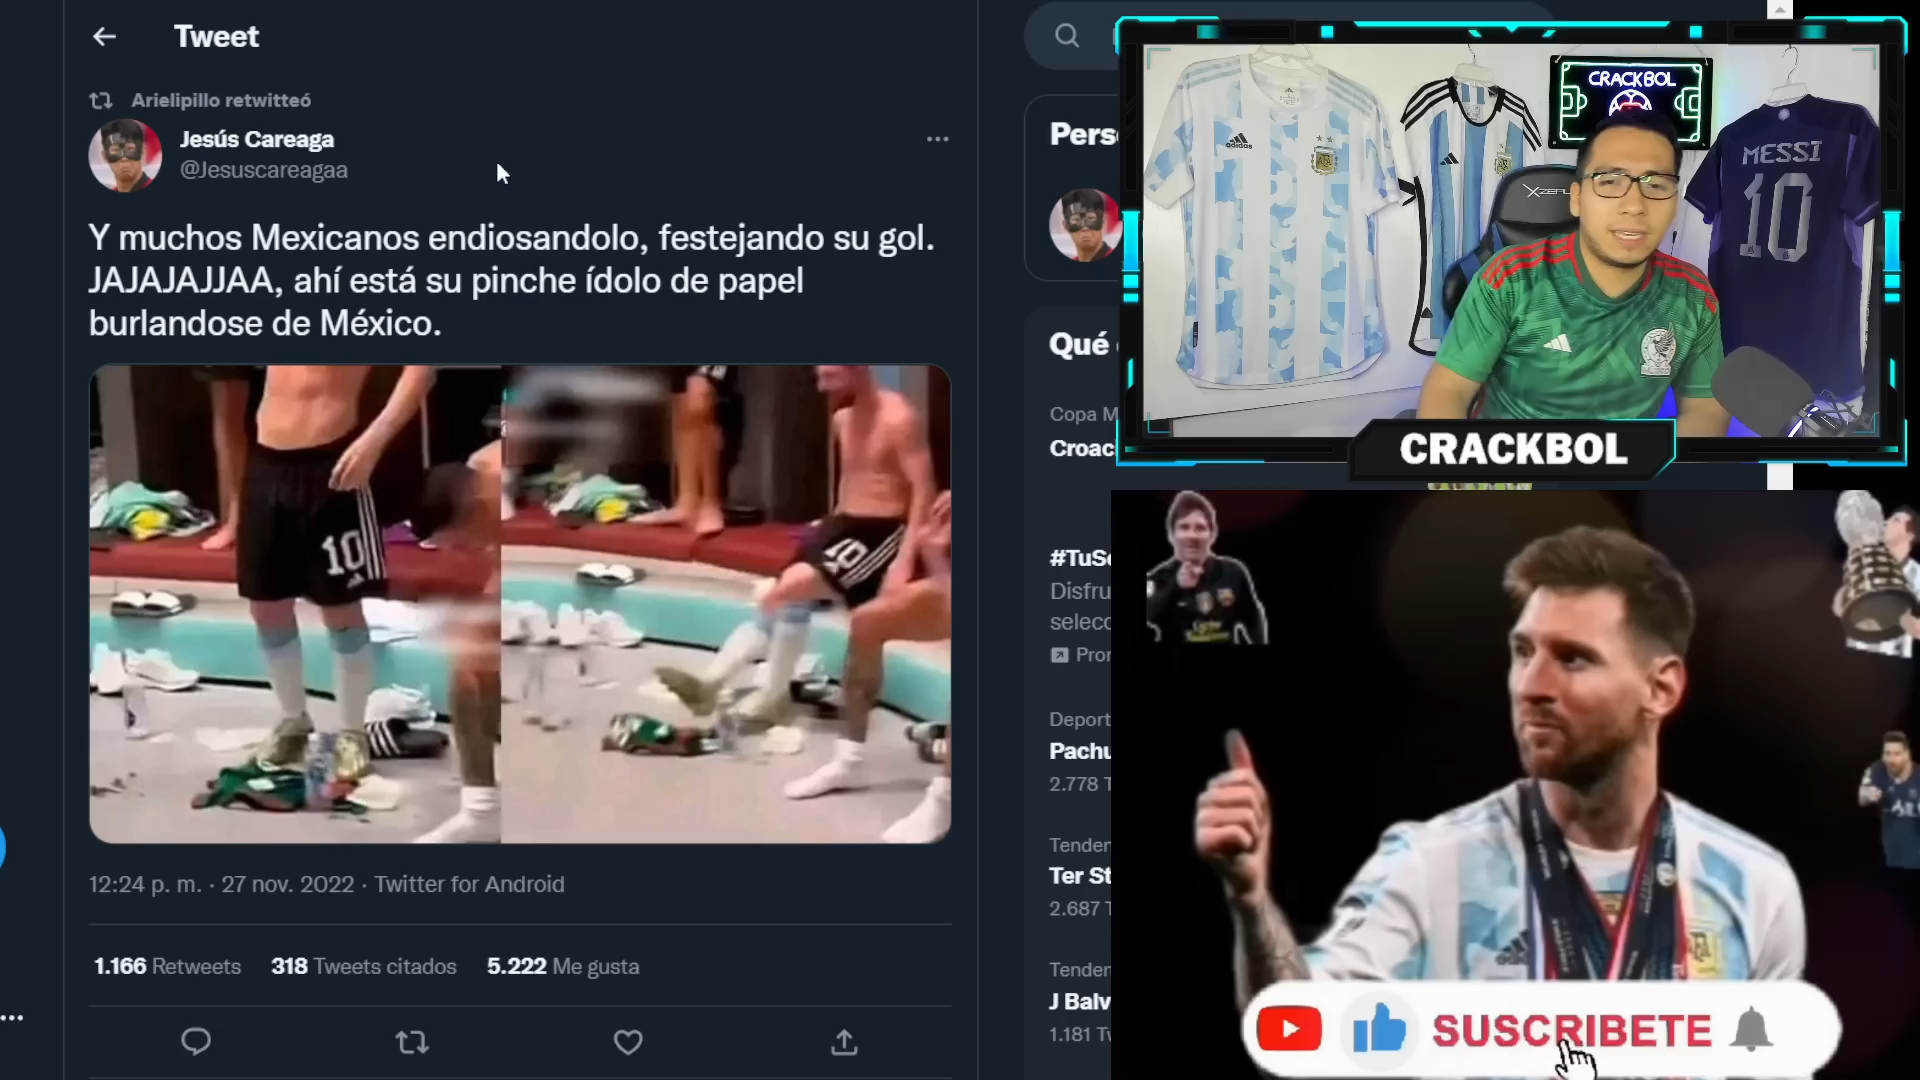 Tweet
Arielipillo retwitteó
Jesús Careaga
@Jesuscareagaa
Y muchos Mexicanos endiosandolo, festejando su gol.
JAJAJAJJAA, ahí está su pinche ídolo de papel
burlandose de México.
10
10
12:24 p. m. · 27 nov. 2022 · Twitter for Android
1.166 Retweets 318 Tweets citados 5.222 Me gusta
Pers
Qué
Copa M
Croac
#TuSe
Disfru
selecc
Pror
Deport
Pachu
2.778 T
Tender
Ter St
2.687 T
Tender
J Balv
1.181 Tv
adidas
CRACKBOL
MESSI
10
CRACKBOL
SUSCRIBETE